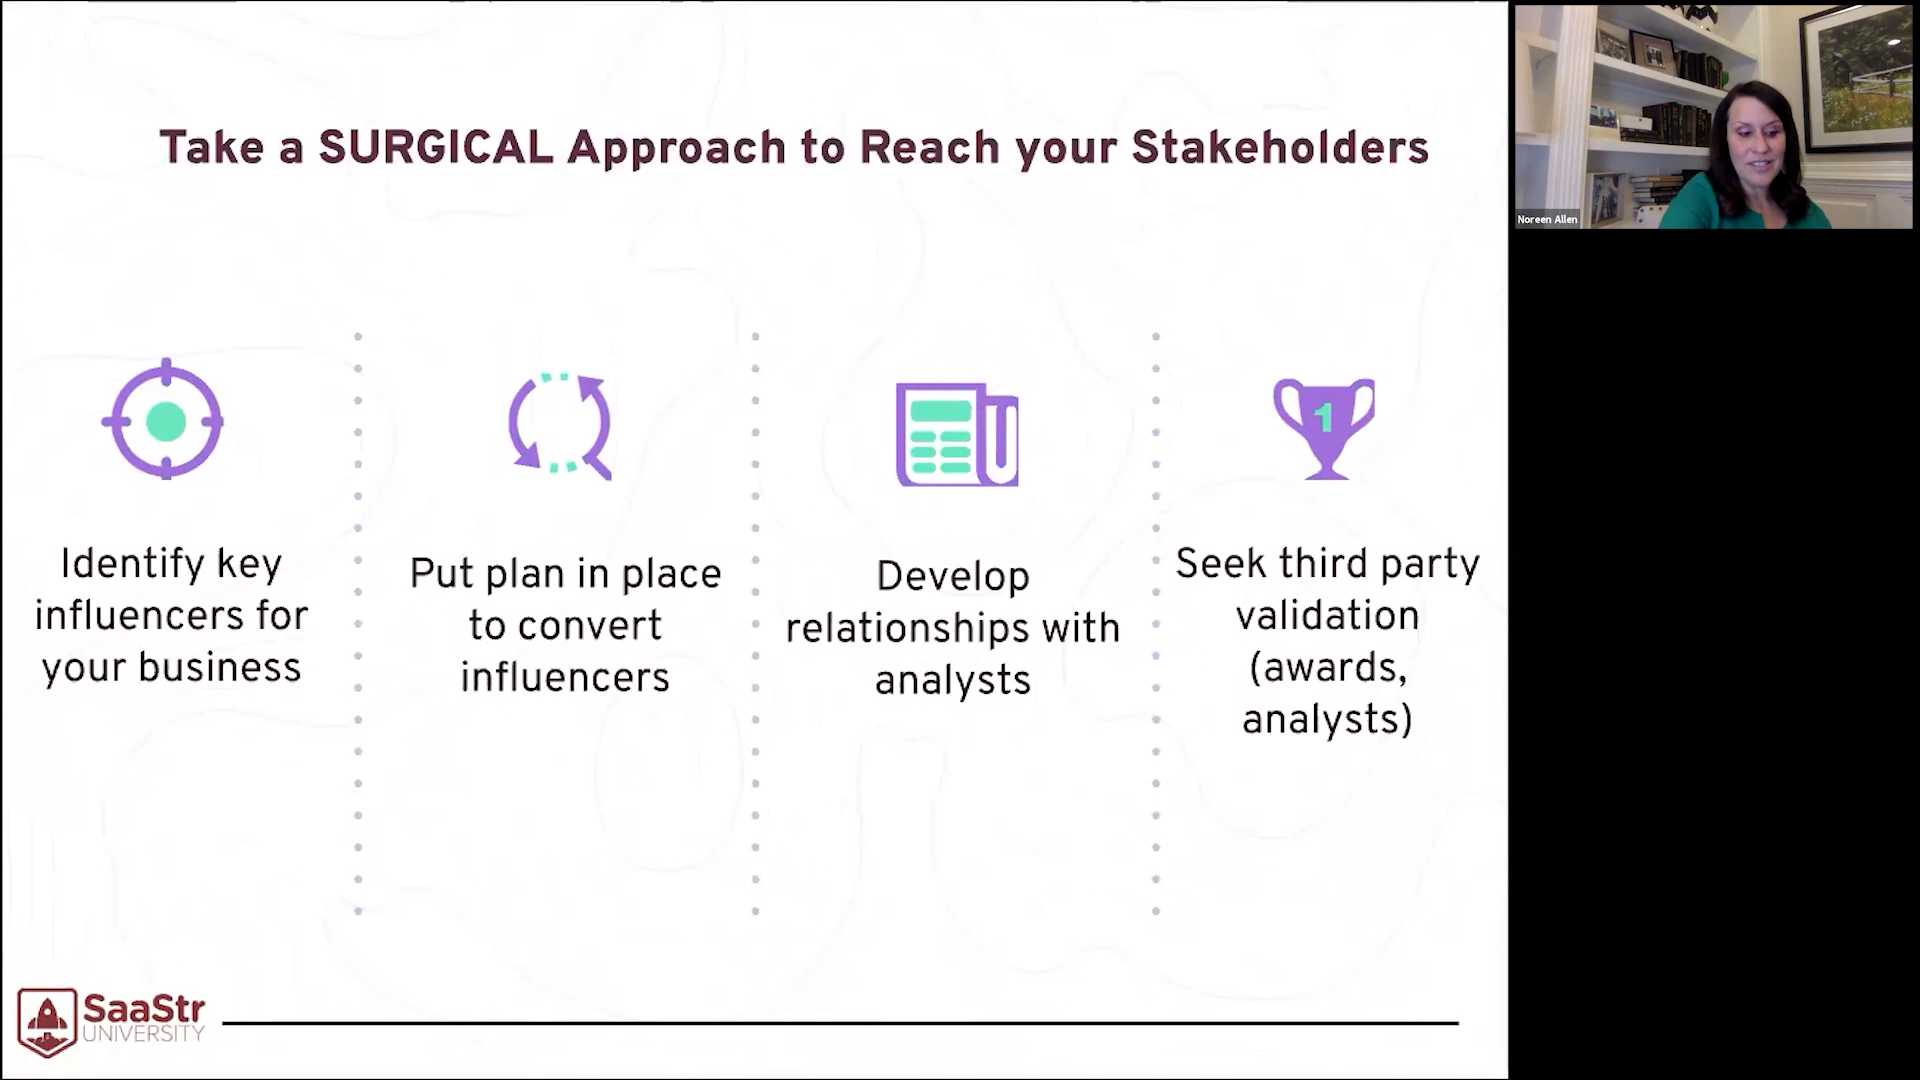 Take a SURGICAL Approach to Reach your Stakeholders
Identify key
influencers for
your business
Put plan in place
to convert
influencers
Develop
relationships with
analysts
1
Seek third party
validation
(awards,
analysts)
SaaStr
UNIVERSITY
Noreen Allen